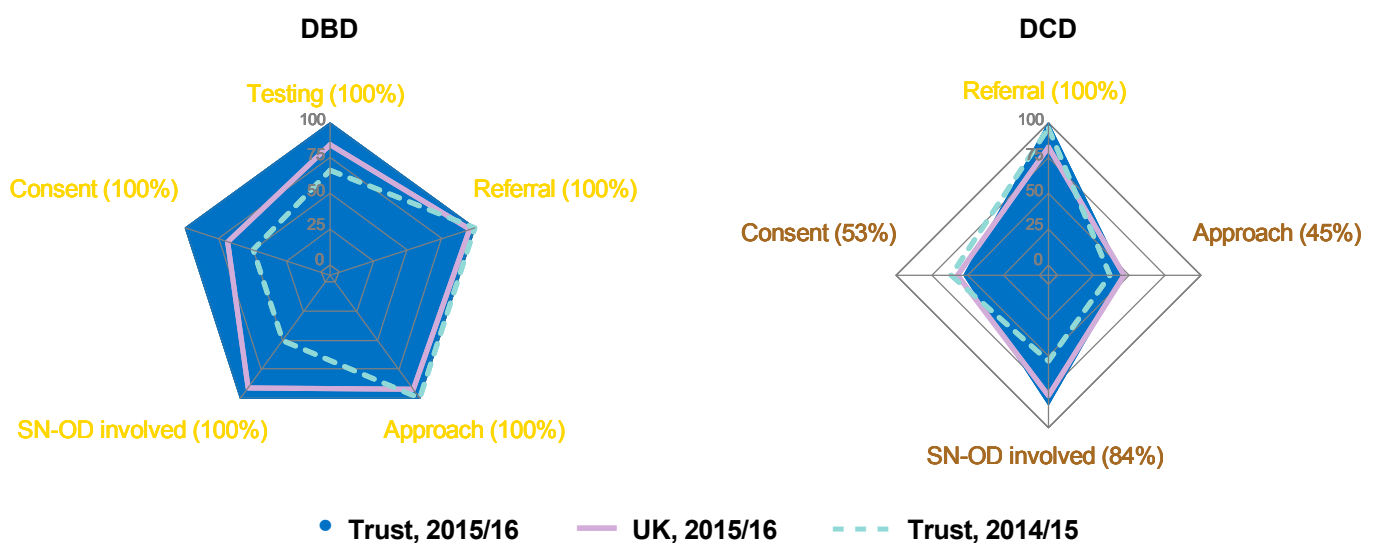 DBD
DCD
Testing (100%)
Referral (100%)
100
100
75
75
Consent (100%)
Referral (100%)
50
50
Consent (53%)
Approach (45%)
25
25
0
0
SN-OD involved (100%)
Approach (100%)
SN-OD involved (84%)
Trust, 2015/16
UK, 2015/16
Trust, 2014/15